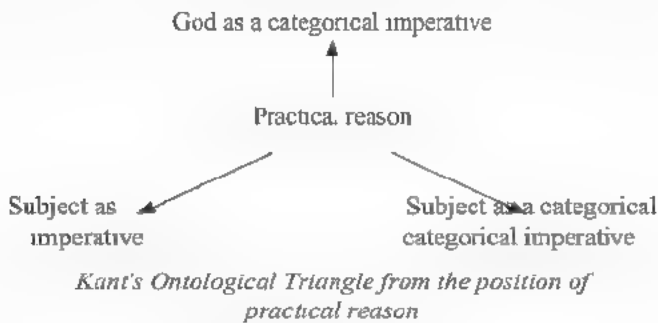 God as a categorical imperative
Practical reason
Subject as
imperative
Subject as a categorical
categorical imperative
Kant's Ontological Triangle from the position of
practical reason